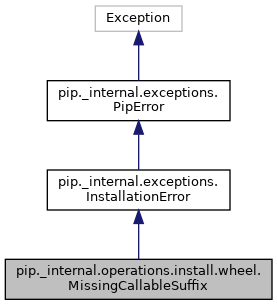 Exception
pip._internal.exceptions.
PipError
pip._internal.exceptions.
InstallationError
pip._internal.operations.install.wheel.
MissingCallableSuffix